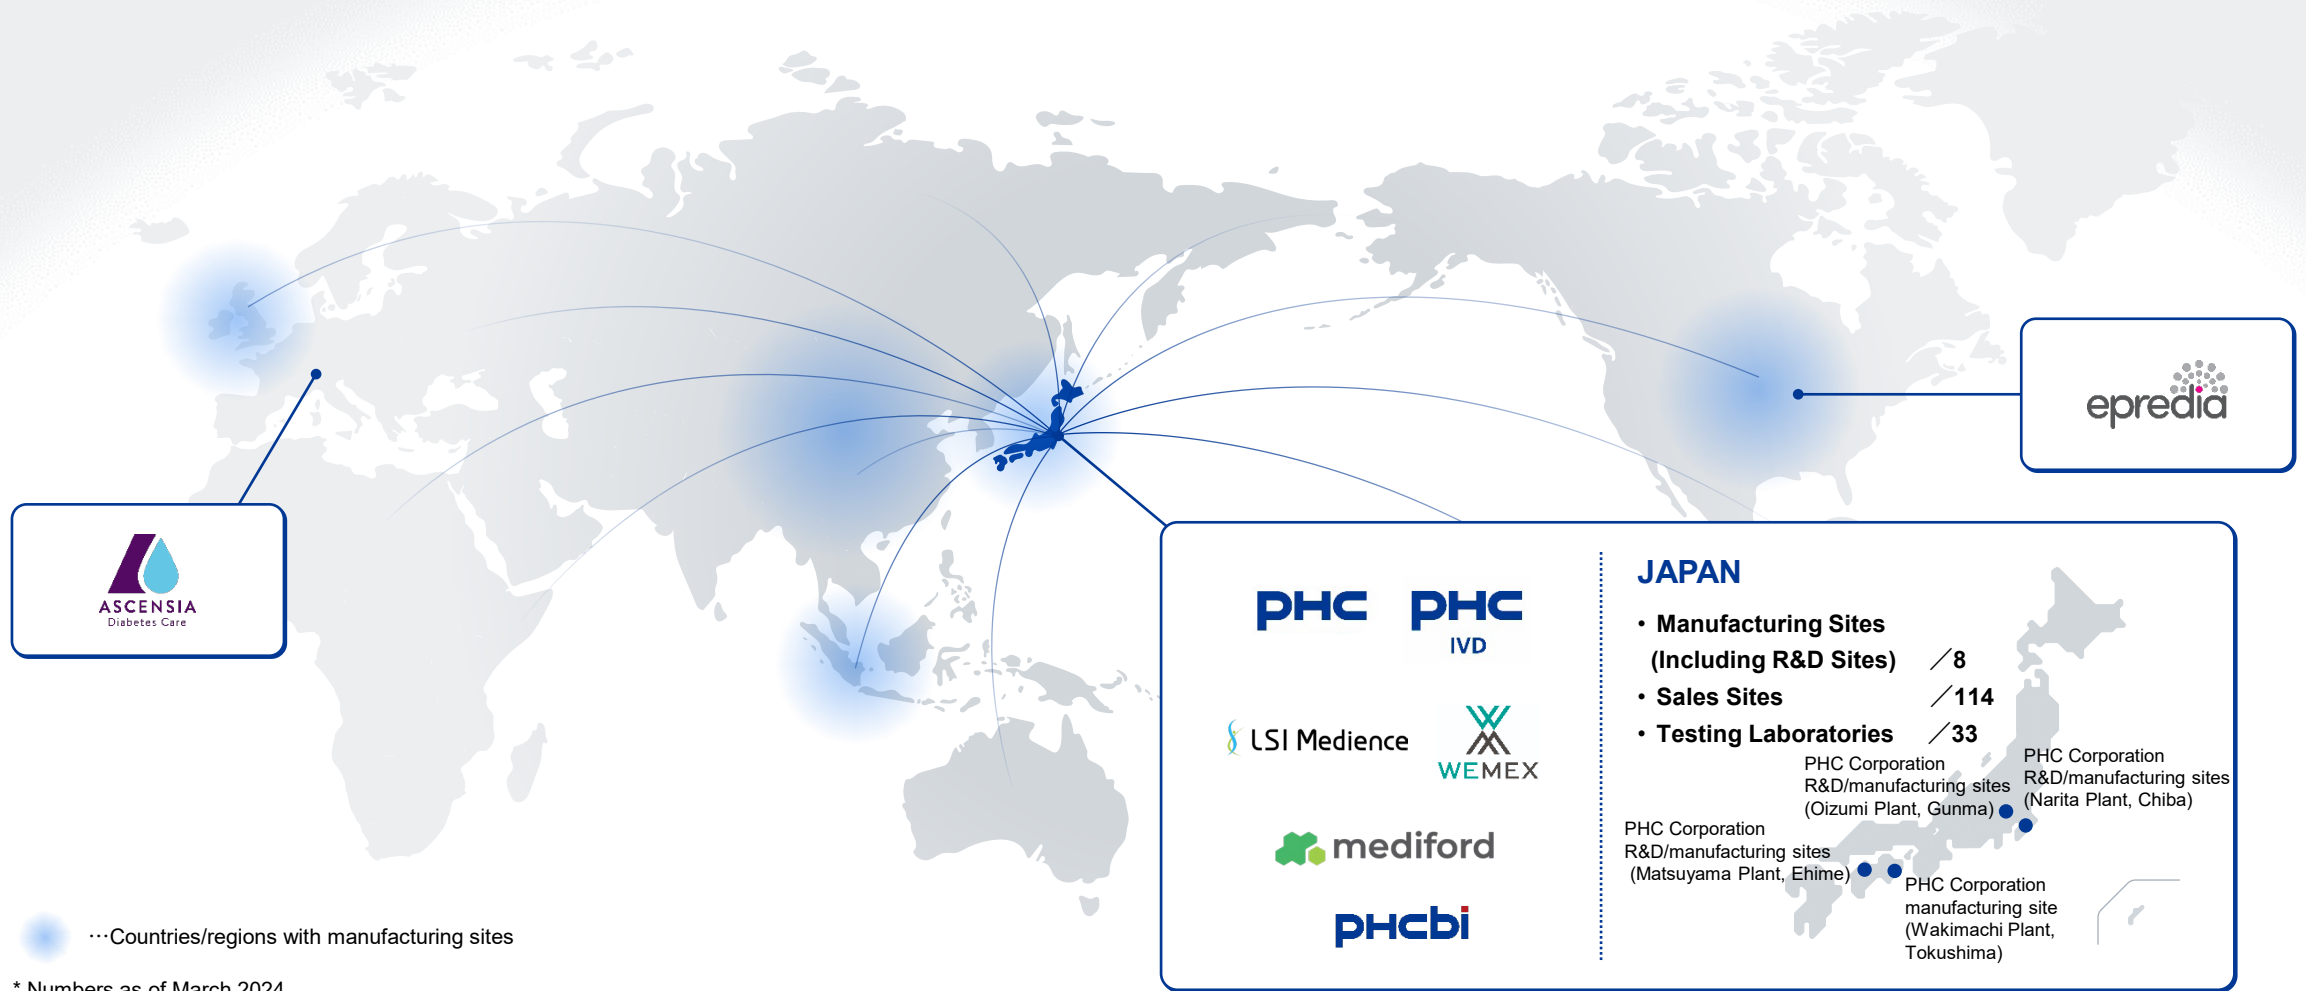 ASCENSIA
Diabetes Care
epredia
PHC
PHC
IVD
LSI Medience
WEMEX
mediford
PHCbi
JAPAN
・Manufacturing Sites
(Including R&D Sites) ／8
・Sales Sites ／114
・Testing Laboratories ／33
PHC Corporation
R&D/manufacturing sites
(Oizumi Plant, Gunma)
PHC Corporation
R&D/manufacturing sites
(Narita Plant, Chiba)
PHC Corporation
R&D/manufacturing sites
(Matsuyama Plant, Ehime)
PHC Corporation
manufacturing site
(Wakimachi Plant,
Tokushima)
…Countries/regions with manufacturing sites
* Numbers as of March 2024